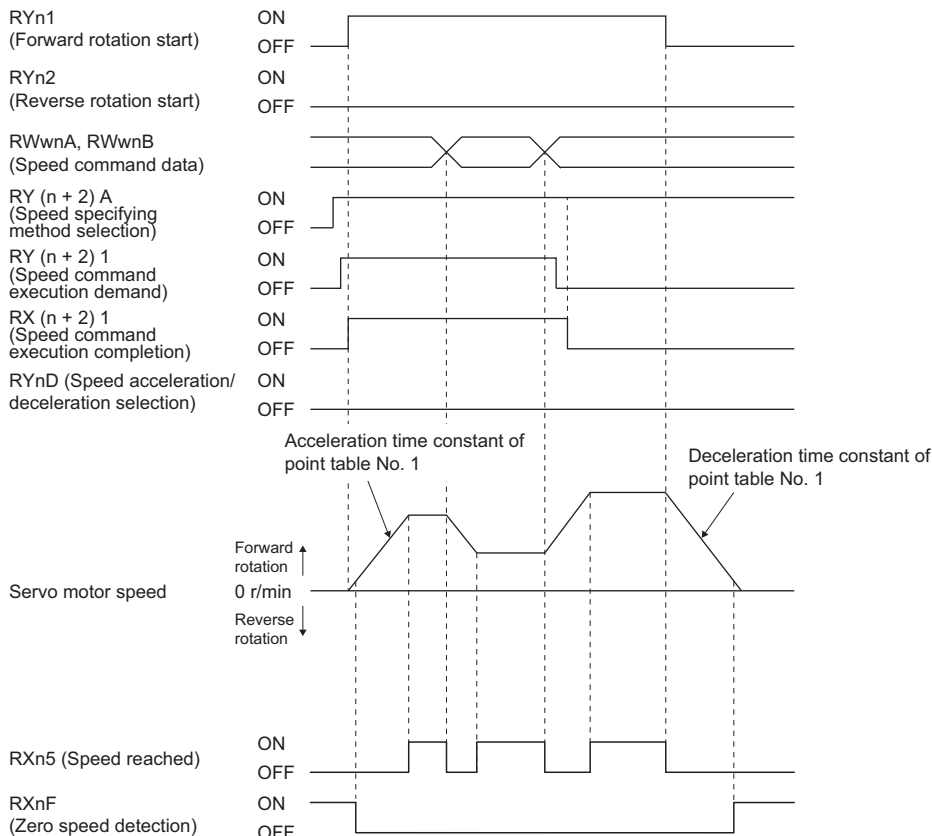 RYn1
(Forward rotation start)
ON
OFF
RYn2
(Reverse rotation start)
ON
OFF
RWwnA, RWwnB
(Speed command data)
RY (n + 2) A
(Speed specifying
method selection)
ON
OFF
RY (n + 2) 1
(Speed command
execution demand)
ON
OFF
RX (n + 2) 1
(Speed command
execution completion)
ON
OFF
RYnD (Speed acceleration/
deceleration selection)
ON
OFF
Acceleration time constant of
point table No. 1
Deceleration time constant of
point table No. 1
Servo motor speed
Forward
rotation
0 r/min
Reverse
rotation
RXn5 (Speed reached)
ON
OFF
RXnF
(Zero speed detection)
ON
OFF